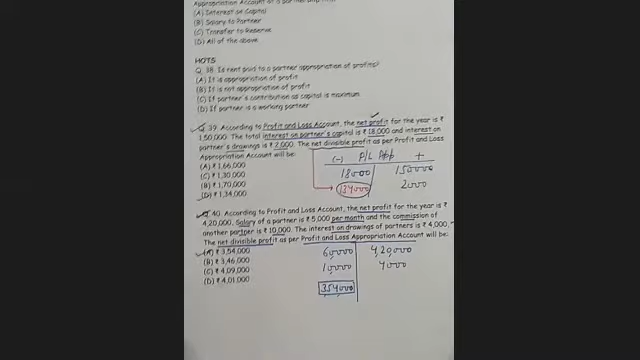 Appropriation Account of a partnership firm
(A) Interest on Capital
(B) Salary to Partner
(C) Transfer to Reserve
(D) All of the above
HOTS
Q. 38. Is rent paid to a partner appropriation of profits?
(A) It is appropriation of profit
(B) It is not appropriation of profit
(C) If partner's contribution as capital is maximum
(D) If partner is a working partner
Q. 39. According to Profit and Loss Account, the net profit for the year is ₹
1,50,000. The total interest on partner's capital is ₹ 18,000 and interest on
partner's drawings is ₹ 2,000. The net divisible profit as per Profit and Loss
Appropriation Account will be:
(-) P/L App +
(A) ₹ 1,66,000
18000 150000
(C) ₹ 1,30,000
2000
(B) ₹ 1,70,000
134000
(D) ₹ 1,34,000
Q. 40. According to Profit and Loss Account, the net profit for the year is ₹
4,20,000. Salary of a partner is ₹ 5,000 per month and the commission of
another partner is ₹ 10,000. The interest on drawings of partners is ₹ 4,000.
The net divisible profit as per Profit and Loss Appropriation Account will be:
(A) ₹ 3,54,000
60,000 4,20,000
(B) ₹ 3,46,000
10,000 4000
(C) ₹ 4,09,000
(D) ₹ 4,01,000
354000